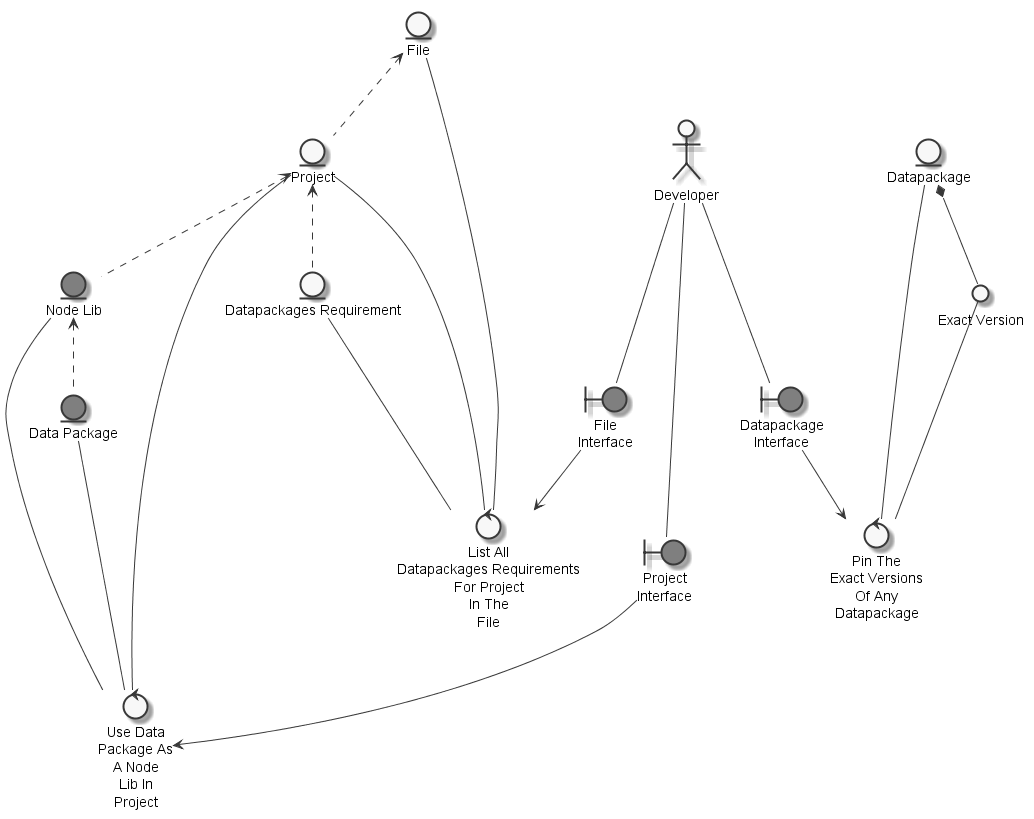 File
Project
Developer
Datapackage
Node Lib
Datapackages Requirement
Exact Version
Data Package
File
Interface
Datapackage
Interface
List All
Datapackages Requirements
For Project
In The
File
Project
Interface
Pin The
Exact Versions
Of Any
Datapackage
Use Data
Package As
A Node
Lib In
Project